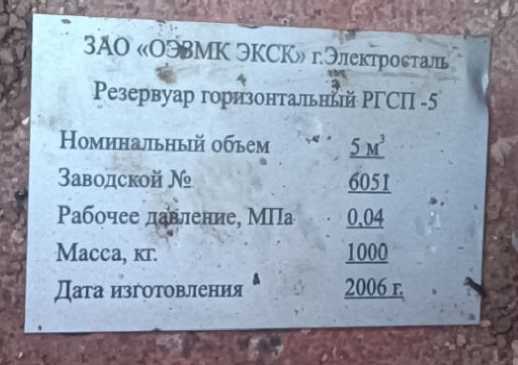 ЗАО «ОЭЗМК ЭКСК» г.Электросталь
Резервуар горизонтальный РГСП -5
Номинальный объем 5 м³
Заводской № 6051
Рабочее давление, МПа 0,04
Масса, кг. 1000
Дата изготовления 2006 г.